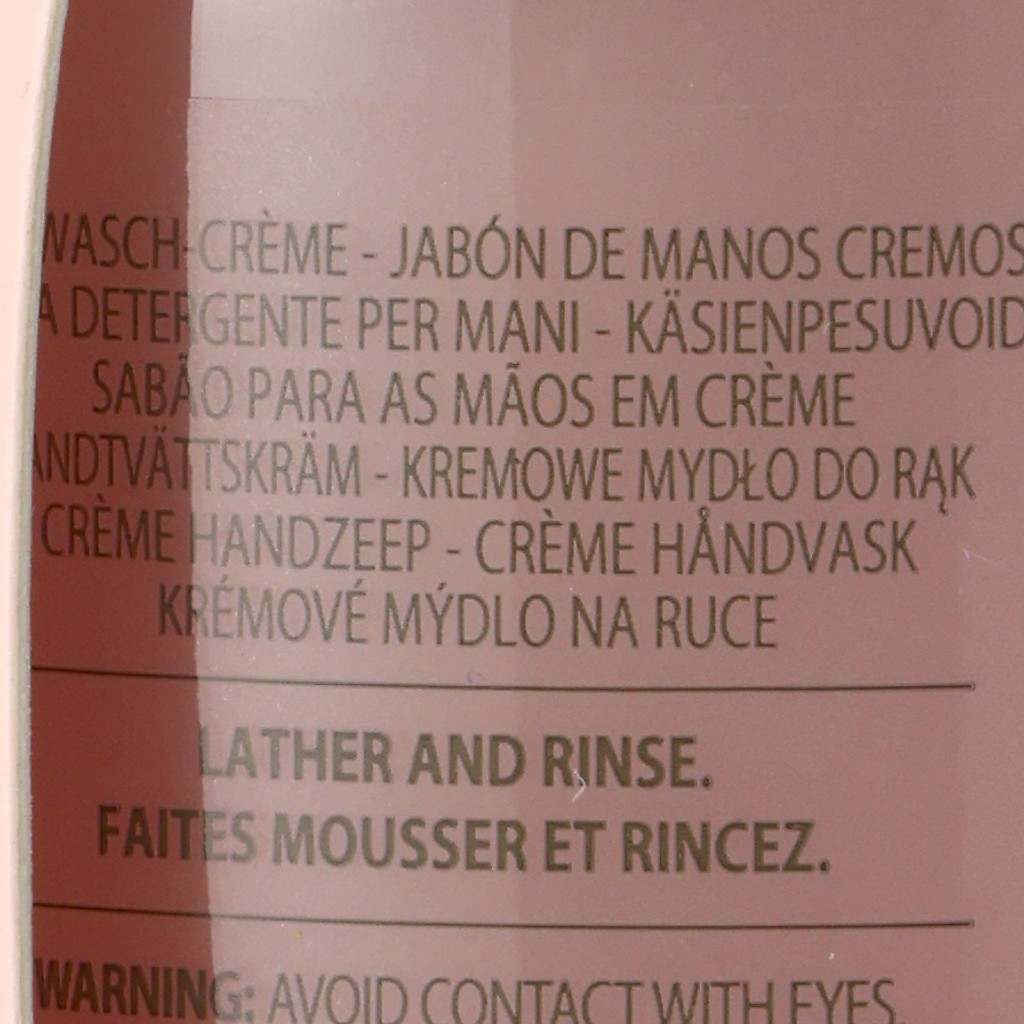 WASCH-CRÈME - JABÓN DE MANOS CREMOS
A DETERGENTE PER MANI - KÄSIENPESUVOID
SABÃO PARA AS MÃOS EM CRÈME
ANDTVÄTTSKRÄM - KREMOWE MYDŁO DO RĄK
CRÈME HANDZEEP - CRÈME HÅNDVASK
KRÉMOVÉ MÝDLO NA RUCE
LATHER AND RINSE.
FAITES MOUSSER ET RINCEZ.
WARNING: AVOID CONTACT WITH EYES.